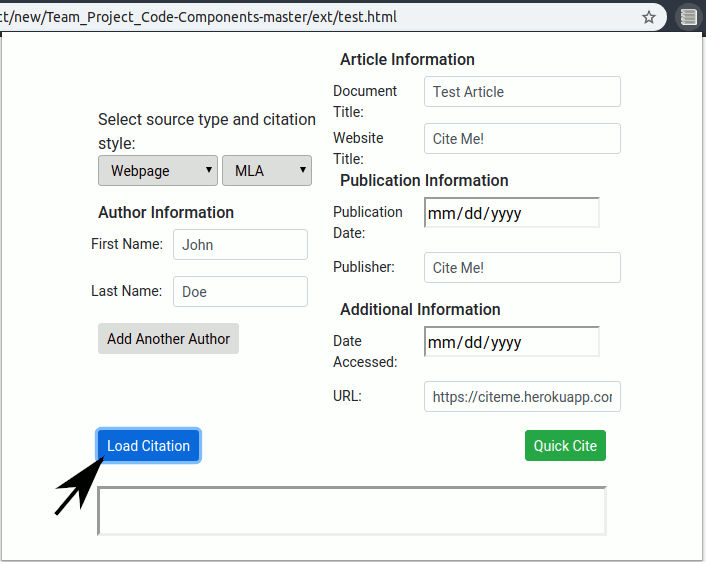 ct/new/Team_Project_Code-Components-master/ext/test.html
Select source type and citation
style:
Webpage
MLA
Author Information
First Name:
John
Last Name:
Doe
Add Another Author
Article Information
Document
Title:
Test Article
Website
Title:
Cite Me!
Publication Information
Publication
Date:
mm/dd/yyyy
Publisher:
Cite Me!
Additional Information
Date
Accessed:
mm/dd/yyyy
URL:
https://citeme.herokuapp.com
Load Citation
Quick Cite